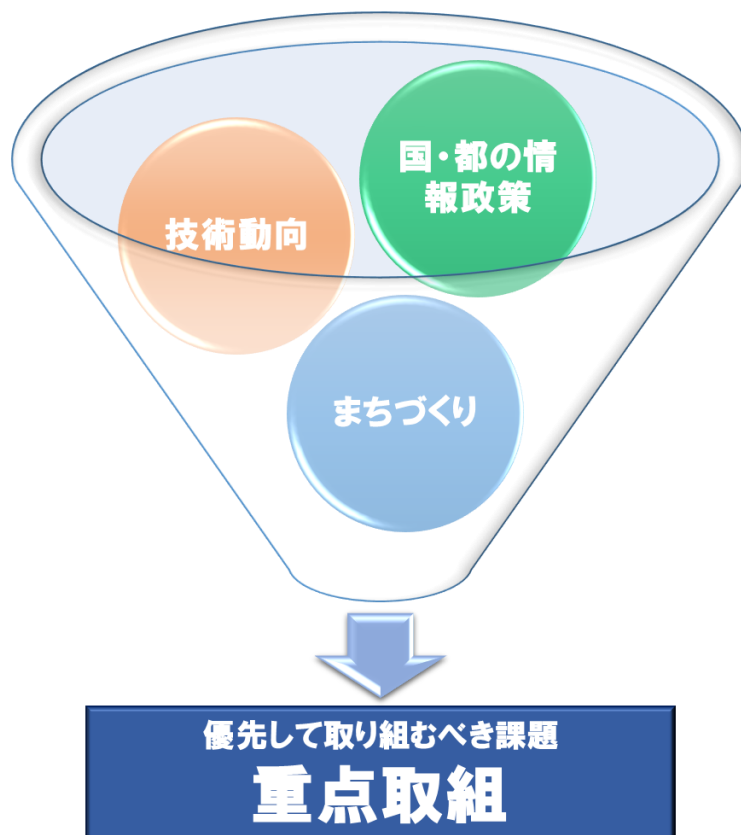 国・都の情
報政策
技術動向
まちづくり
優先して取り組むべき課題
重点取組